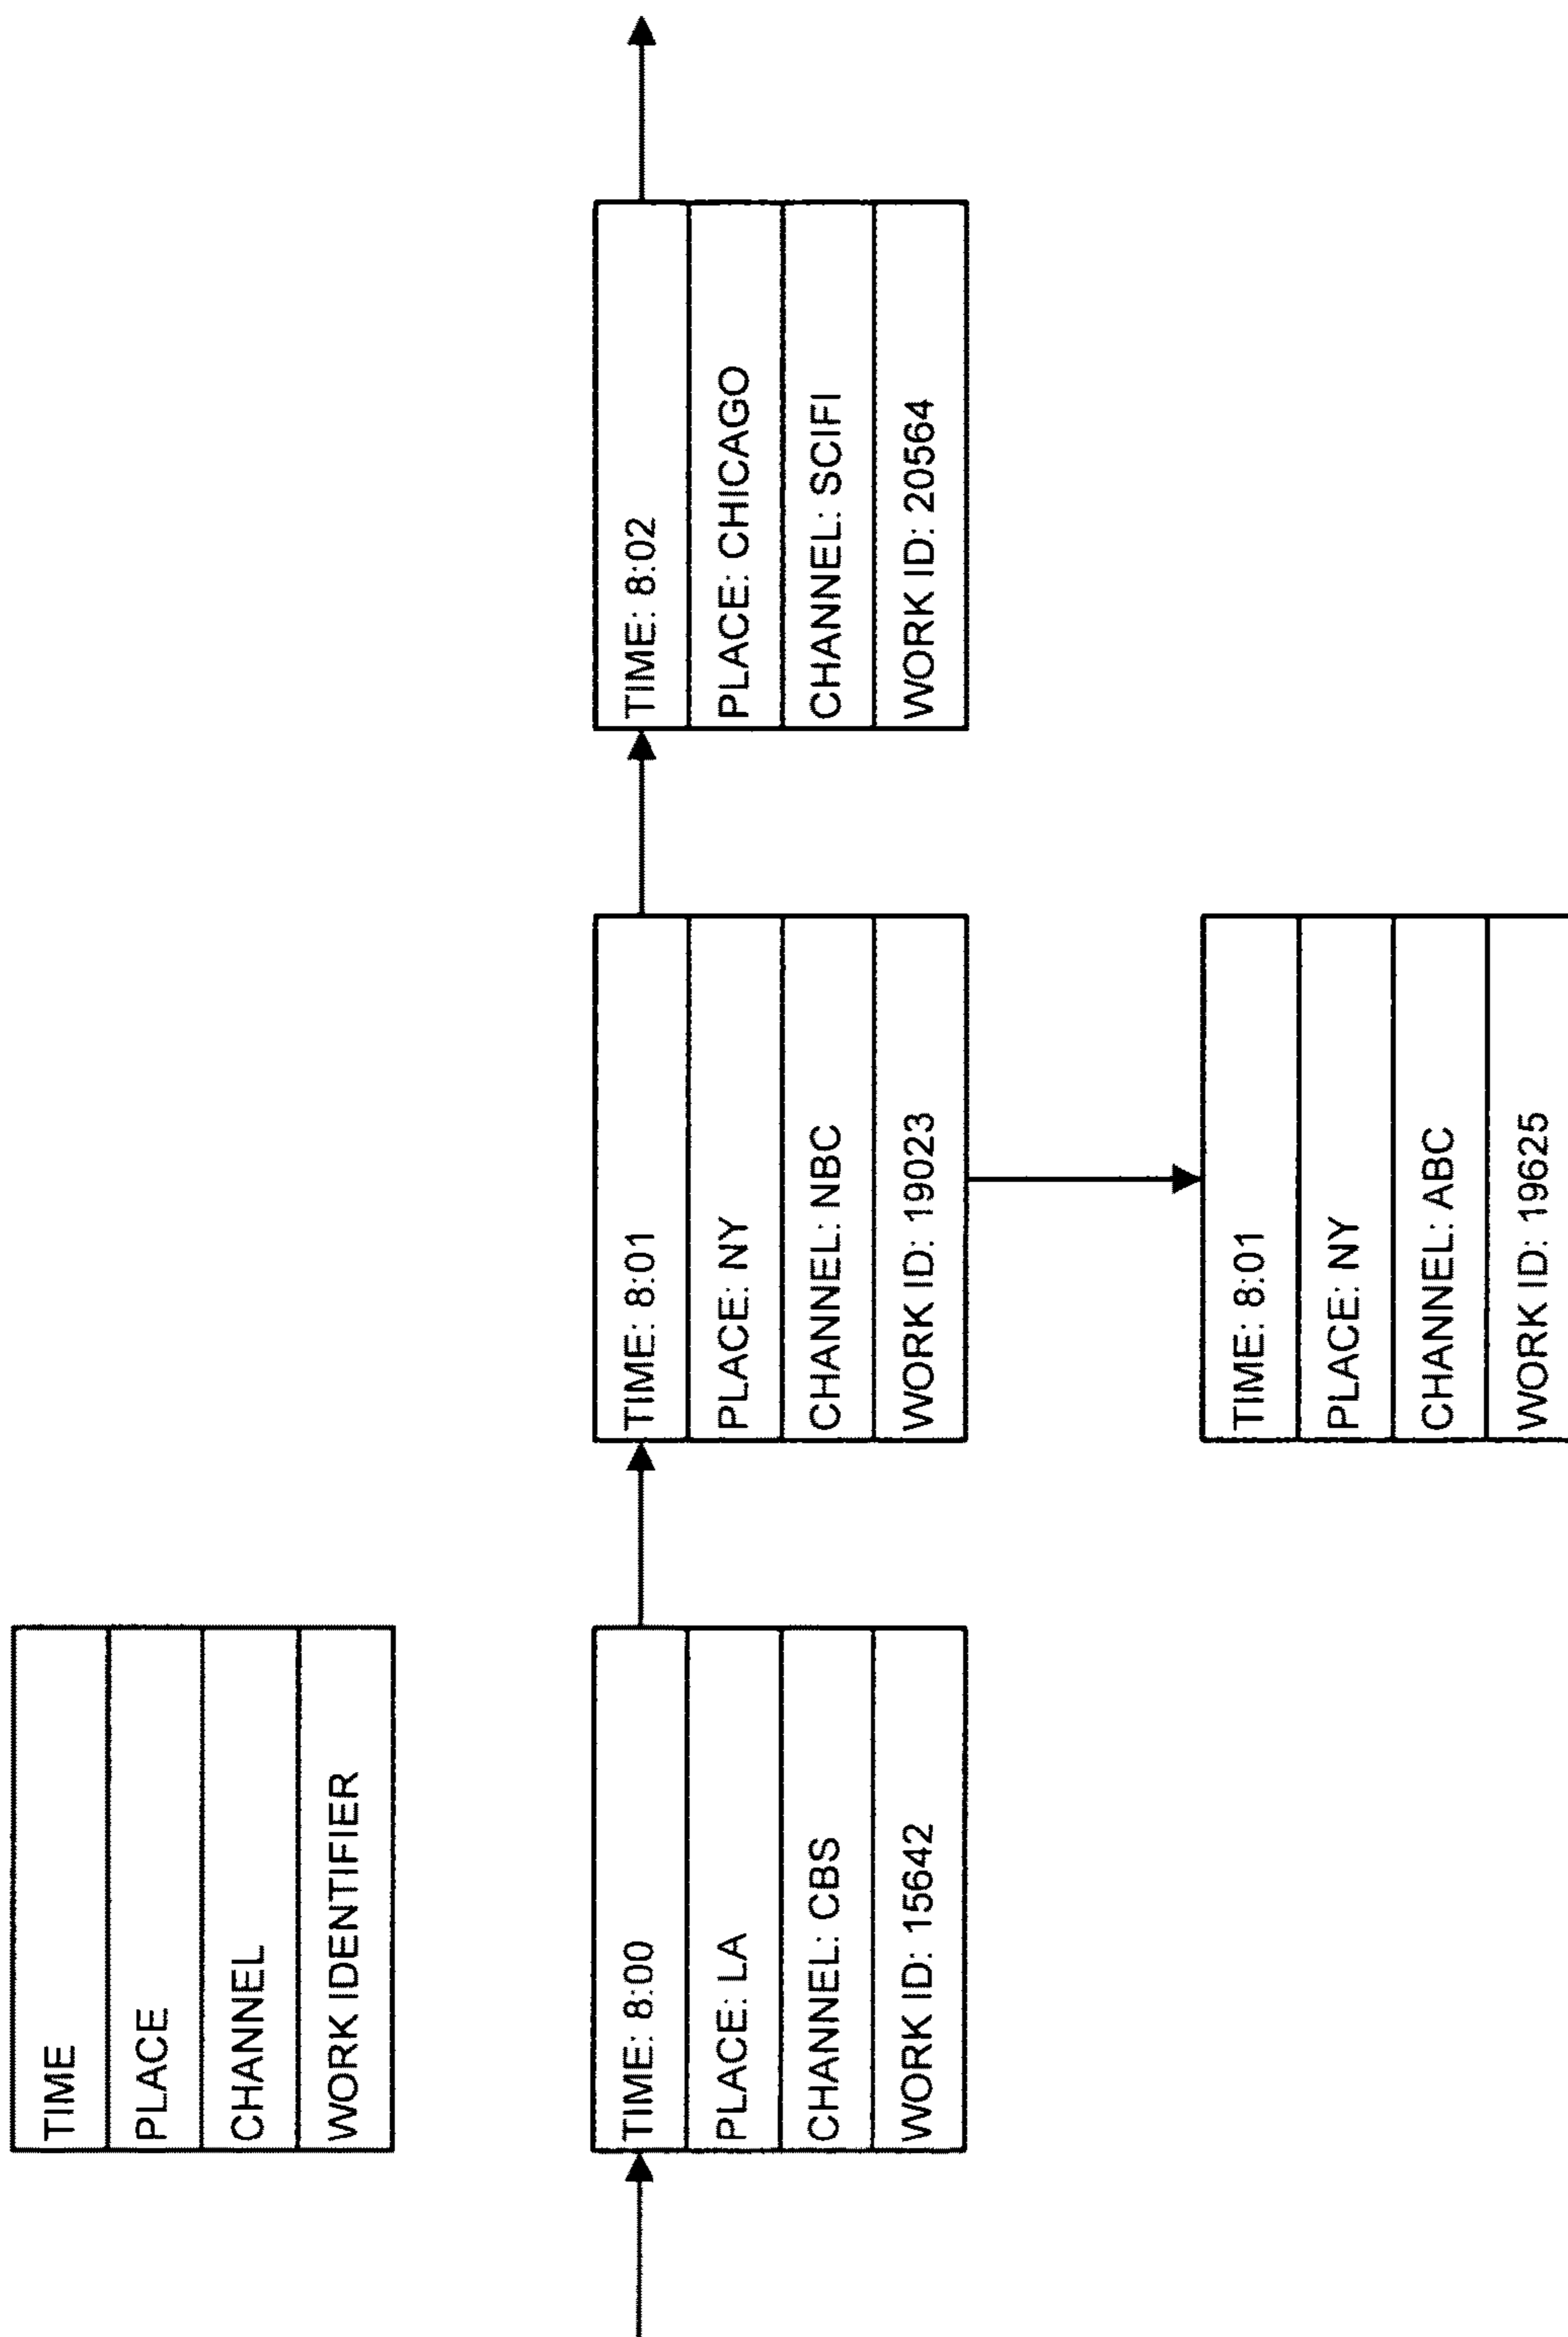 TIME
PLACE
CHANNEL
WORK IDENTIFIER
TIME: 8:00
PLACE: LA
CHANNEL: CBS
WORK ID: 15642
TIME: 8:01
PLACE: NY
CHANNEL: NBC
WORK ID: 19023
TIME: 8:02
PLACE: CHICAGO
CHANNEL: SCIFI
WORK ID: 20564
TIME: 8:01
PLACE: NY
CHANNEL: ABC
WORK ID: 19625